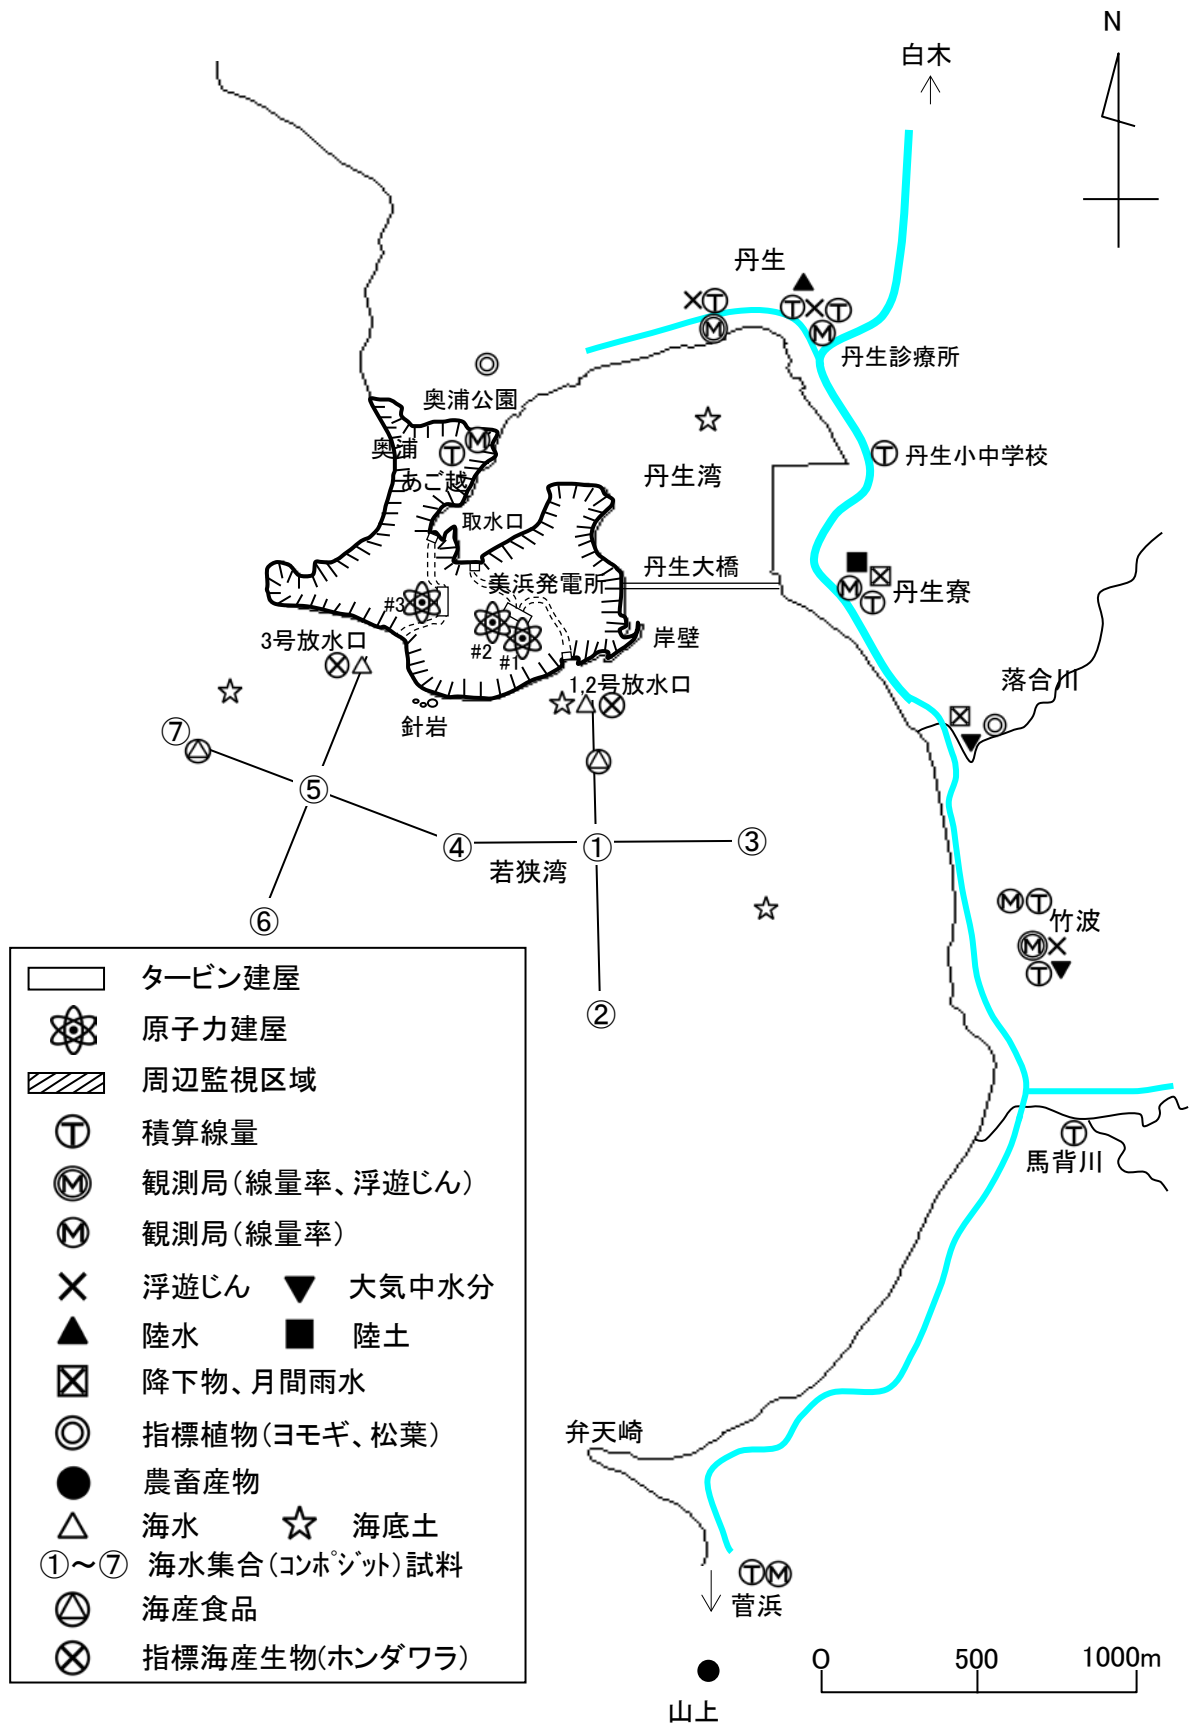 N
白木
丹生
丹生診療所
奥浦公園
奥浦
あご越
丹生湾
丹生小中学校
取水口
丹生大橋
美浜発電所
丹生寮
#3
#2
#1
3号放水口
岸壁
1,2号放水口
落合川
針岩
⑦
⑤
④
①
③
若狭湾
⑥
竹波
②
タービン建屋
原子力建屋
周辺監視区域
Ⓣ 積算線量
Ⓜ 観測局(線量率、浮遊じん)
Ⓜ 観測局(線量率)
浮遊じん 大気中水分
陸水 陸土
降下物、月間雨水
指標植物(ヨモギ、松葉)
農畜産物
海水 海底土
①～⑦ 海水集合(コンポジット)試料
海産食品
指標海産生物(ホンダワラ)
馬背川
弁天崎
菅浜
山上
0 500 1000m